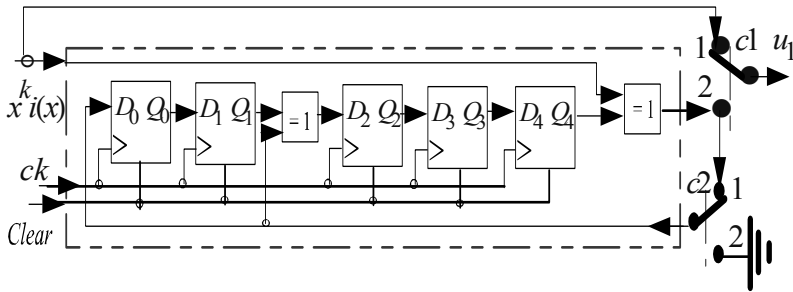 1 c1 u1
k
x i(x)
2
D0 Q0 D1 Q1 = 1 D2 Q2 D3 Q3 D4 Q4 = 1
ck
c2 1
Clear
2